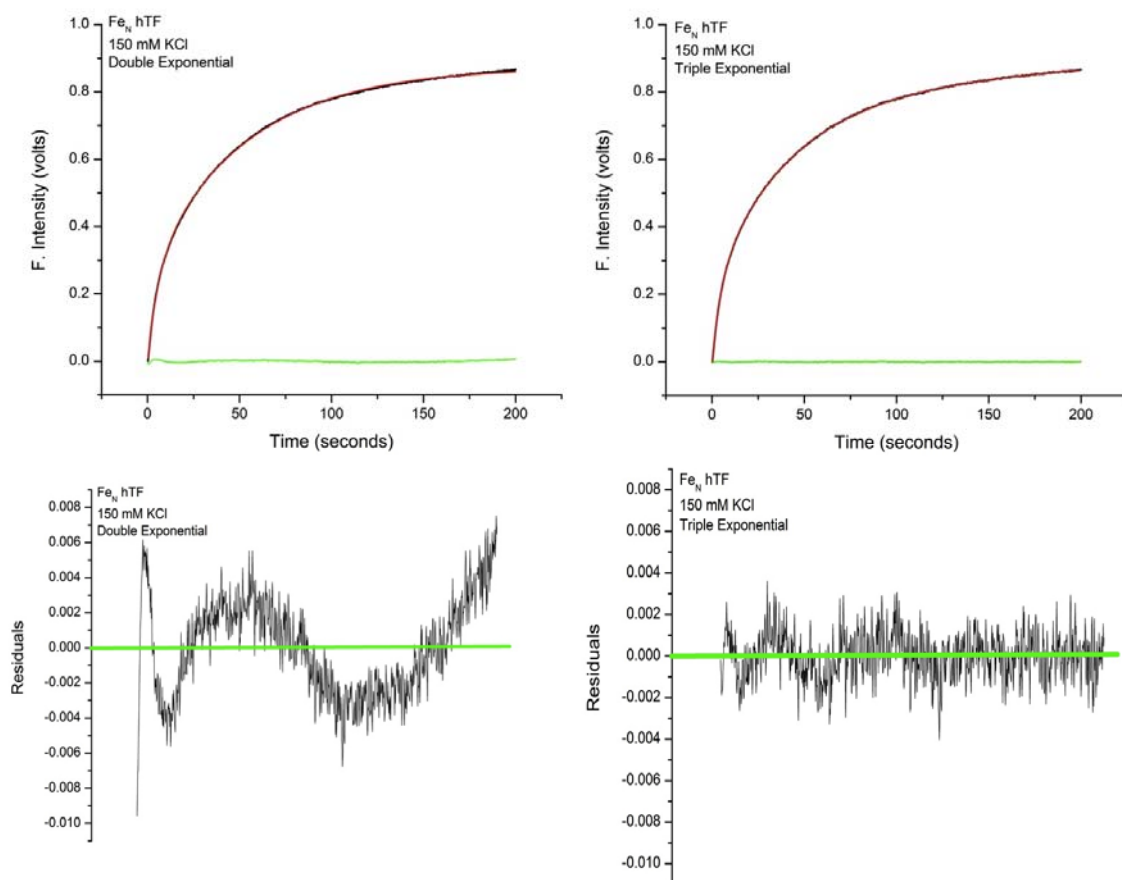 Fe_N hTF
150 mM KCl
Double Exponential
F. Intensity (volts)
1.0
0.8
0.6
0.4
0.2
0.0
0
50
100
150
200
Time (seconds)
Fe_N hTF
150 mM KCl
Triple Exponential
F. Intensity (volts)
1.0
0.8
0.6
0.4
0.2
0.0
0
50
100
150
200
Time (seconds)
Fe_N hTF
150 mM KCl
Double Exponential
Residuals
0.008
0.006
0.004
0.002
0.000
-0.002
-0.004
-0.006
-0.008
-0.010
Fe_N hTF
150 mM KCl
Triple Exponential
Residuals
0.008
0.006
0.004
0.002
0.000
-0.002
-0.004
-0.006
-0.008
-0.010